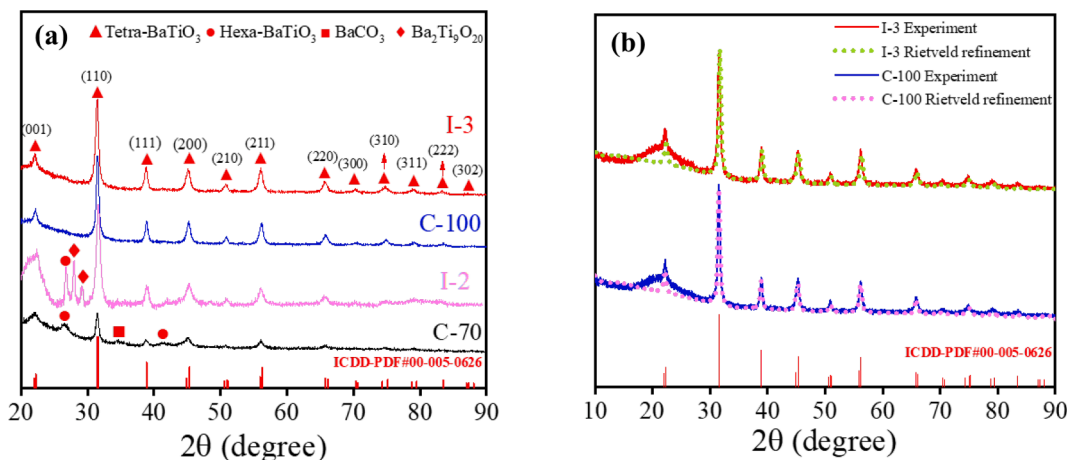 (a)
Tetra-BaTiO₃
Hexa-BaTiO₃
BaCO₃
Ba₂Ti₉O₂₀
(001)
(110)
(111)
(200)
(210)
(211)
(220)
(300)
(310)
(311)
(222)
(302)
I-3
C-100
I-2
C-70
ICDD-PDF#00-005-0626
20 30 40 50 60 70 80 90
2θ (degree)
(b)
I-3 Experiment
I-3 Rietveld refinement
C-100 Experiment
C-100 Rietveld refinement
ICDD-PDF#00-005-0626
10 20 30 40 50 60 70 80 90
2θ (degree)